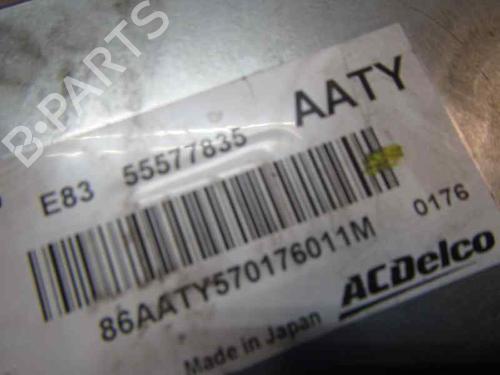 B-PARTS
AATY
E83 55577835
0176
86AATY570176011M
ACDelco
Made in Japan